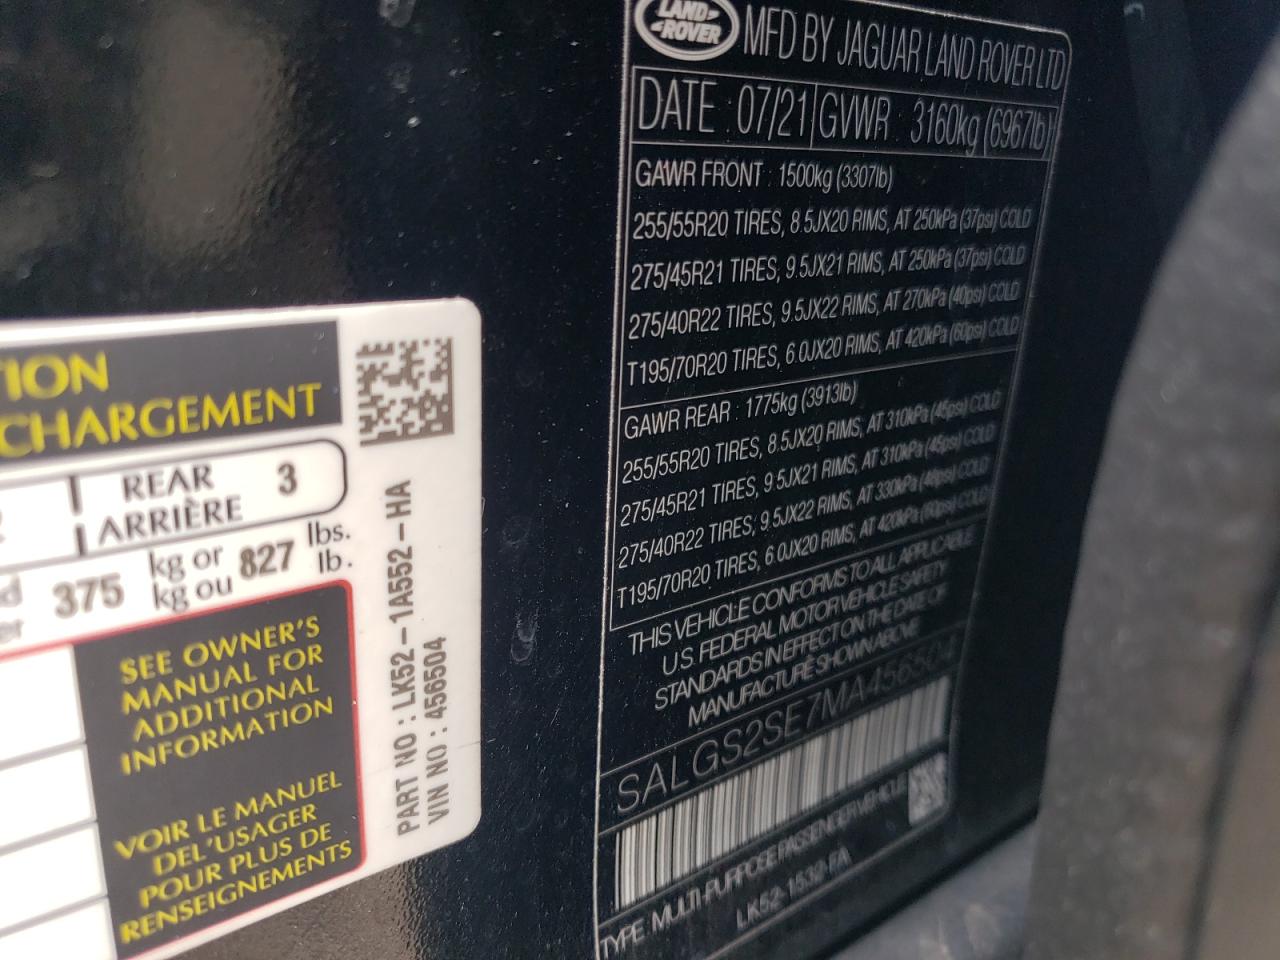 TION
CHARGEMENT
REAR 3
ARRIÈRE
375 kg or 827 lbs.
kg ou lb.
SEE OWNER'S
MANUAL FOR
ADDITIONAL
INFORMATION
VOIR LE MANUEL
DEL'USAGER
POUR PLUS DE
RENSEIGNEMENTS
PART NO : LK52-1A552-HA
VIN NO : 456504
LAND
ROVER
MFD BY JAGUAR LAND ROVER LTD
DATE : 07/21 GVWR : 3160kg (6967lb)
GAWR FRONT : 1500kg (3307lb)
255/55R20 TIRES, 8.5JX20 RIMS, AT 250kPa (37psi) COLD
275/45R21 TIRES, 9.5JX21 RIMS, AT 250kPa (37psi) COLD
275/40R22 TIRES, 9.5JX22 RIMS, AT 270kPa (40psi) COLD
T195/70R20 TIRES, 6.0JX20 RIMS, AT 420kPa (60psi) COLD
GAWR REAR : 1775kg (3913lb)
255/55R20 TIRES, 8.5JX20 RIMS, AT 310kPa (45psi) COLD
275/45R21 TIRES, 9.5JX21 RIMS, AT 310kPa (45psi) COLD
275/40R22 TIRES, 9.5JX22 RIMS, AT 330kPa (48psi) COLD
T195/70R20 TIRES, 6.0JX20 RIMS, AT 420kPa (60psi) COLD
THIS VEHICLE CONFORMS TO ALL APPLICABLE
U.S. FEDERAL MOTOR VEHICLE SAFETY
STANDARDS IN EFFECT ON THE DATE OF
MANUFACTURE SHOWN ABOVE
SALGS2SE7MA456504
TYPE: MULTI-PURPOSE PASSENGER VEHICLE
LK52-1532-FA